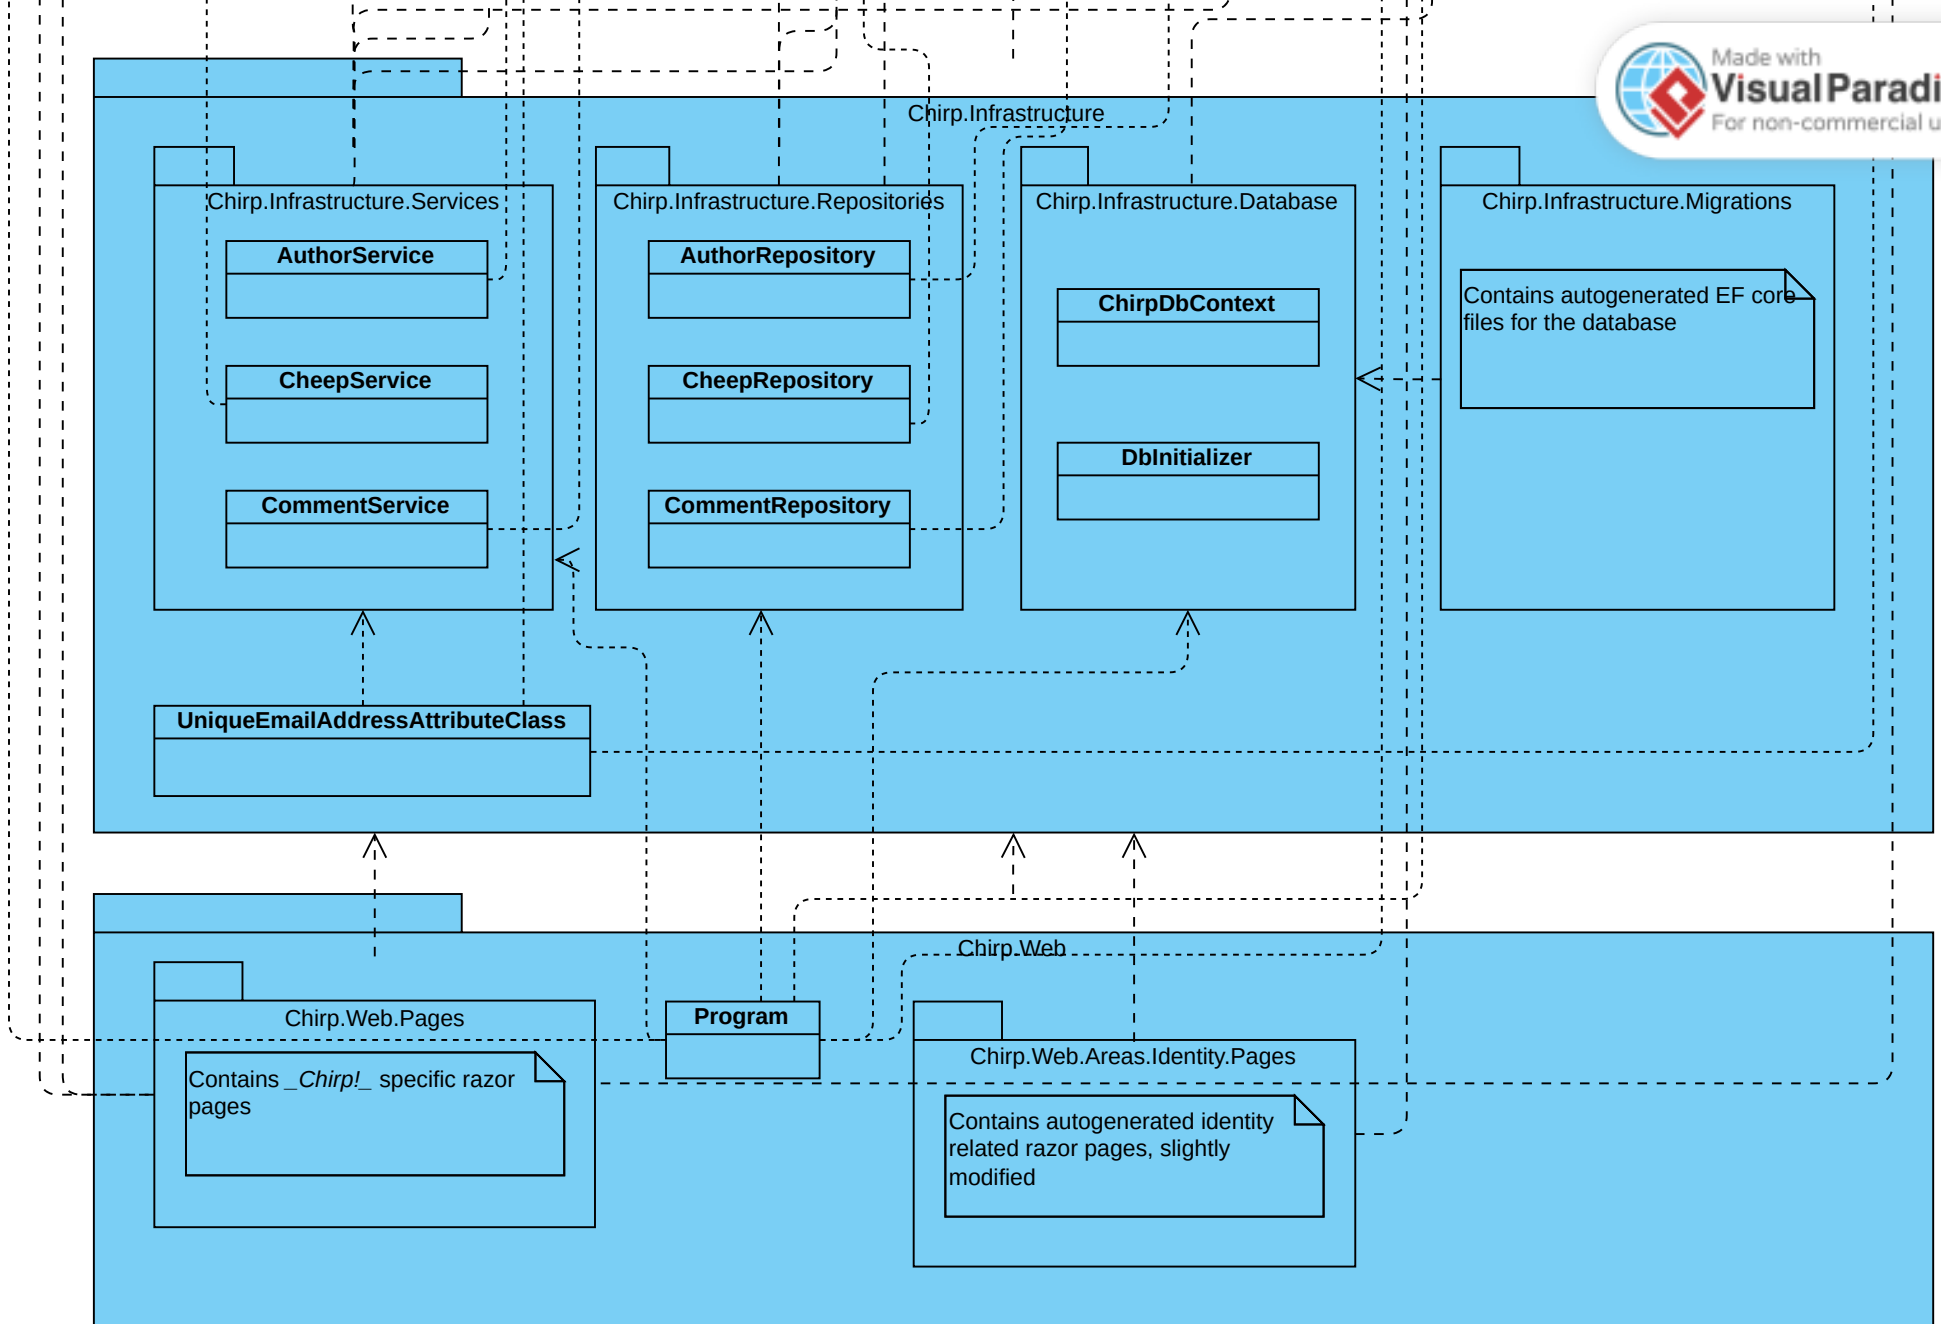 Made with
Visual Paradi
For non-commercial u
Chirp.Infrastructure
Chirp.Infrastructure.Services
Chirp.Infrastructure.Repositories
Chirp.Infrastructure.Database
Chirp.Infrastructure.Migrations
AuthorService
AuthorRepository
ChirpDbContext
Contains autogenerated EF core
files for the database
CheepService
CheepRepository
DbInitializer
CommentService
CommentRepository
UniqueEmailAddressAttributeClass
Chirp.Web
Chirp.Web.Pages
Program
Chirp.Web.Areas.Identity.Pages
Contains _Chirp!_ specific razor
pages
Contains autogenerated identity
related razor pages, slightly
modified